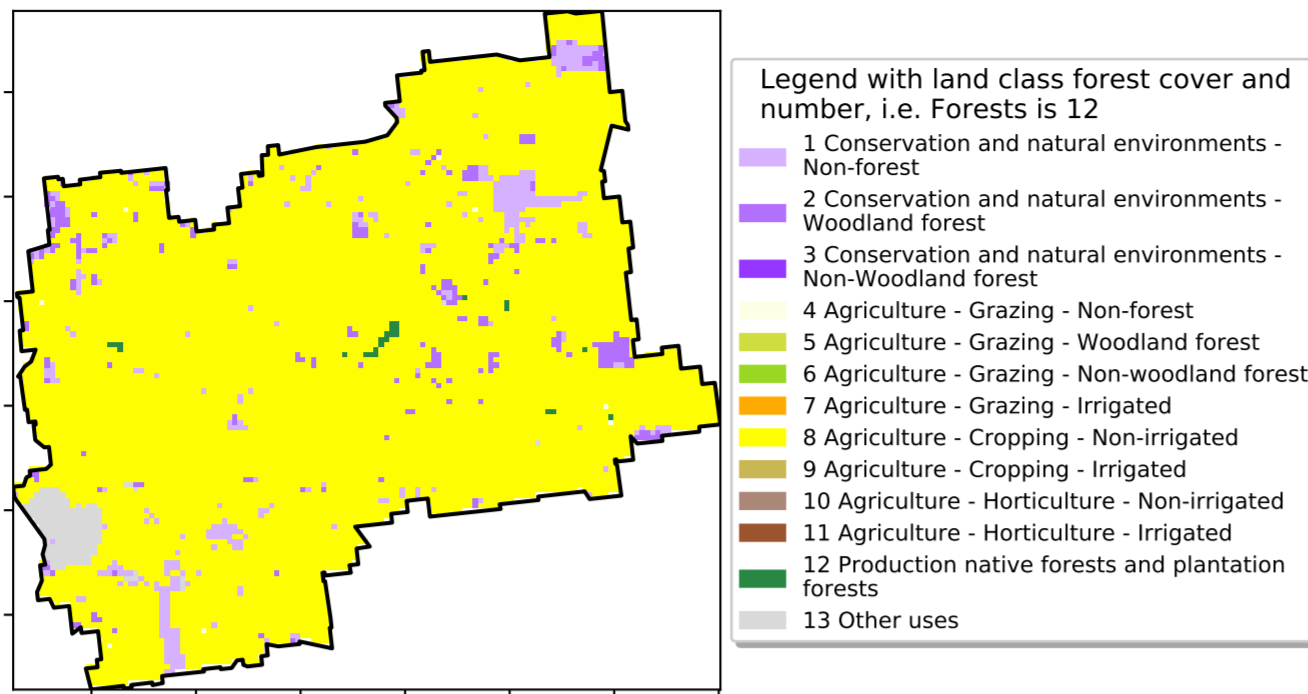 Legend with land class forest cover and
number, i.e. Forests is 12
1 Conservation and natural environments -
Non-forest
2 Conservation and natural environments -
Woodland forest
3 Conservation and natural environments -
Non-Woodland forest
4 Agriculture - Grazing - Non-forest
5 Agriculture - Grazing - Woodland forest
6 Agriculture - Grazing - Non-woodland forest
7 Agriculture - Grazing - Irrigated
8 Agriculture - Cropping - Non-irrigated
9 Agriculture - Cropping - Irrigated
10 Agriculture - Horticulture - Non-irrigated
11 Agriculture - Horticulture - Irrigated
12 Production native forests and plantation
forests
13 Other uses